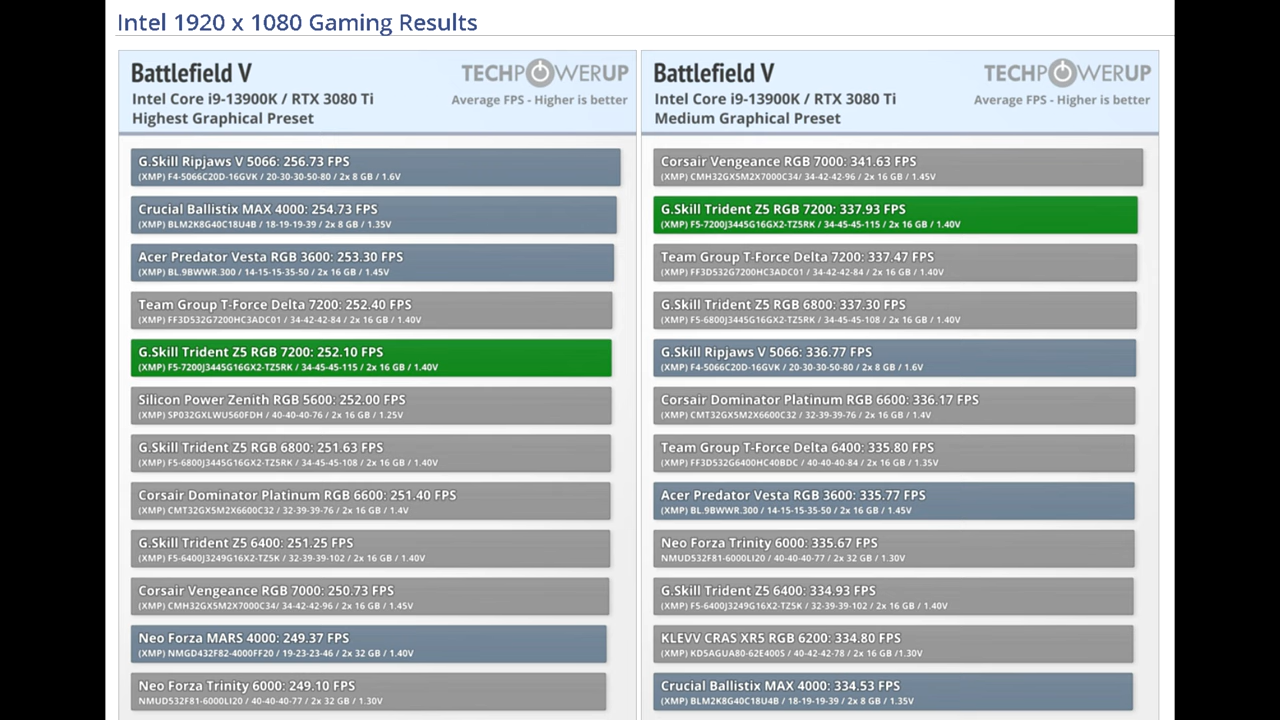 Intel 1920 x 1080 Gaming Results
Battlefield V
TECHPOWERUP
Intel Core i9-13900K / RTX 3080 Ti
Average FPS - Higher is better
Highest Graphical Preset
G.Skill Ripjaws V 5066: 256.73 FPS
(XMP) F4-5066C20D-16GVK / 20-30-30-50-80 / 2x 8 GB / 1.6V
Crucial Ballistix MAX 4000: 254.73 FPS
(XMP) BLM2K8G40C18U4B / 18-19-19-39 / 2x 8 GB / 1.35V
Acer Predator Vesta RGB 3600: 253.30 FPS
(XMP) BL.9BWWR.300 / 14-15-15-35-50 / 2x 16 GB / 1.45V
Team Group T-Force Delta 7200: 252.40 FPS
(XMP) FF3D532G7200HC3ADC01 / 34-42-42-84 / 2x 16 GB / 1.40V
G.Skill Trident Z5 RGB 7200: 252.10 FPS
(XMP) F5-7200J3445G16GX2-TZ5RK / 34-45-45-115 / 2x 16 GB / 1.40V
Silicon Power Zenith RGB 5600: 252.00 FPS
(XMP) SP032GXLWU560FDH / 40-40-40-76 / 2x 16 GB / 1.25V
G.Skill Trident Z5 RGB 6800: 251.63 FPS
(XMP) F5-6800J3445G16GX2-TZ5RK / 34-45-45-108 / 2x 16 GB / 1.40V
Corsair Dominator Platinum RGB 6600: 251.40 FPS
(XMP) CMT32GX5M2X6600C32 / 32-39-39-76 / 2x 16 GB / 1.4V
G.Skill Trident Z5 6400: 251.25 FPS
(XMP) F5-6400J3249G16X2-TZ5K / 32-39-39-102 / 2x 16 GB / 1.40V
Corsair Vengeance RGB 7000: 250.73 FPS
(XMP) CMH32GX5M2X7000C34/ 34-42-42-96 / 2x 16 GB / 1.45V
Neo Forza MARS 4000: 249.37 FPS
(XMP) NMGD432F82-4000FF20 / 19-23-23-46 / 2x 32 GB / 1.40V
Neo Forza Trinity 6000: 249.10 FPS
NMUD532F81-6000LI20 / 40-40-40-77 / 2x 32 GB / 1.30V
Battlefield V
TECHPOWERUP
Intel Core i9-13900K / RTX 3080 Ti
Average FPS - Higher is better
Medium Graphical Preset
Corsair Vengeance RGB 7000: 341.63 FPS
(XMP) CMH32GX5M2X7000C34/ 34-42-42-96 / 2x 16 GB / 1.45V
G.Skill Trident Z5 RGB 7200: 337.93 FPS
(XMP) F5-7200J3445G16GX2-TZ5RK / 34-45-45-115 / 2x 16 GB / 1.40V
Team Group T-Force Delta 7200: 337.47 FPS
(XMP) FF3D532G7200HC3ADC01 / 34-42-42-84 / 2x 16 GB / 1.40V
G.Skill Trident Z5 RGB 6800: 337.30 FPS
(XMP) F5-6800J3445G16GX2-TZ5RK / 34-45-45-108 / 2x 16 GB / 1.40V
G.Skill Ripjaws V 5066: 336.77 FPS
(XMP) F4-5066C20D-16GVK / 20-30-30-50-80 / 2x 8 GB / 1.6V
Corsair Dominator Platinum RGB 6600: 336.17 FPS
(XMP) CMT32GX5M2X6600C32 / 32-39-39-76 / 2x 16 GB / 1.4V
Team Group T-Force Delta 6400: 335.80 FPS
(XMP) FF3D532G6400HC40BDC / 40-40-40-84 / 2x 16 GB / 1.35V
Acer Predator Vesta RGB 3600: 335.77 FPS
(XMP) BL.9BWWR.300 / 14-15-15-35-50 / 2x 16 GB / 1.45V
Neo Forza Trinity 6000: 335.67 FPS
NMUD532F81-6000LI20 / 40-40-40-77 / 2x 32 GB / 1.30V
G.Skill Trident Z5 6400: 334.93 FPS
(XMP) F5-6400J3249G16X2-TZ5K / 32-39-39-102 / 2x 16 GB / 1.40V
KLEVV CRAS XR5 RGB 6200: 334.80 FPS
(XMP) KD5AGUA80-62E400S / 40-42-42-78 / 2x 16 GB /1.30V
Crucial Ballistix MAX 4000: 334.53 FPS
(XMP) BLM2K8G40C18U4B / 18-19-19-39 / 2x 8 GB / 1.35V